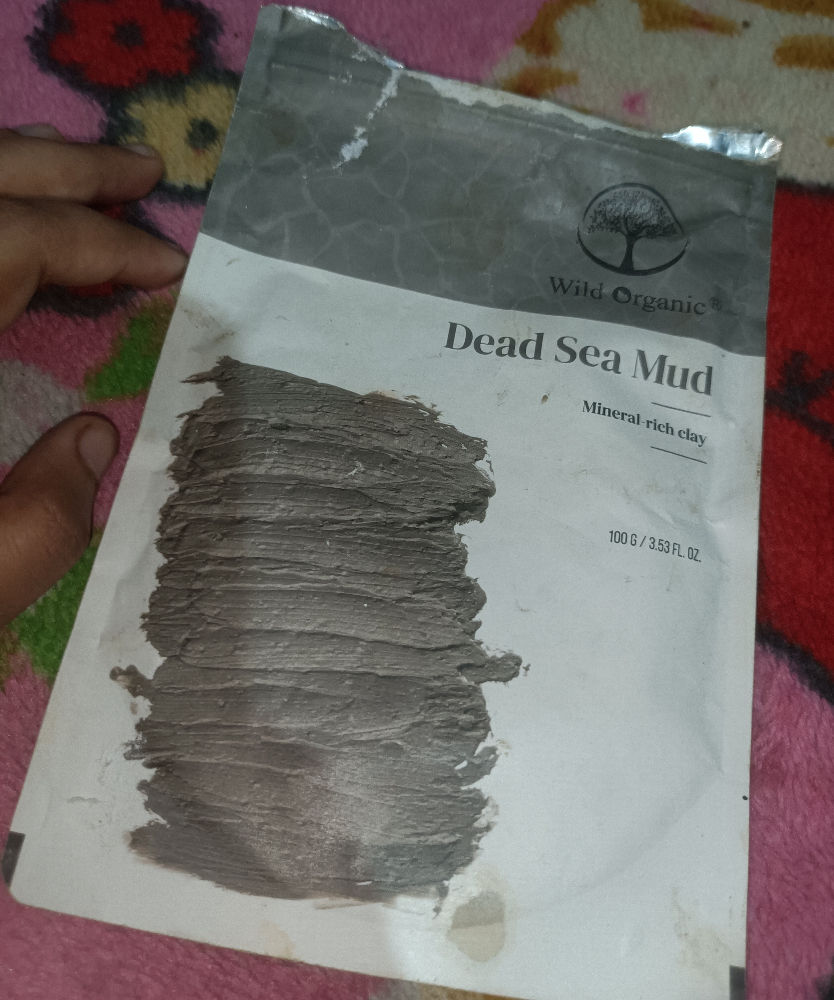 Wild Organic®
Dead Sea Mud
Mineral-rich clay
100 G / 3.53 FL. OZ.